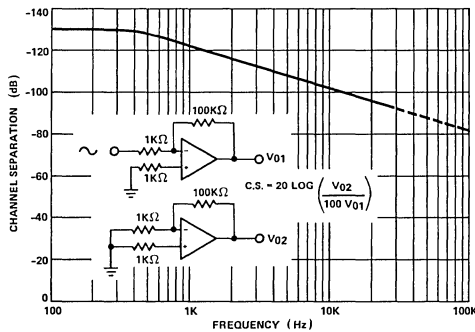 -140
-120
-100
-80
-60
-40
-20
0
CHANNEL SEPARATION (dB)
100KΩ
1KΩ
1KΩ
V01
C.S. = 20 LOG (V02 / 100 V01)
100KΩ
1KΩ
1KΩ
V02
100 1K 10K 100K
FREQUENCY (Hz)